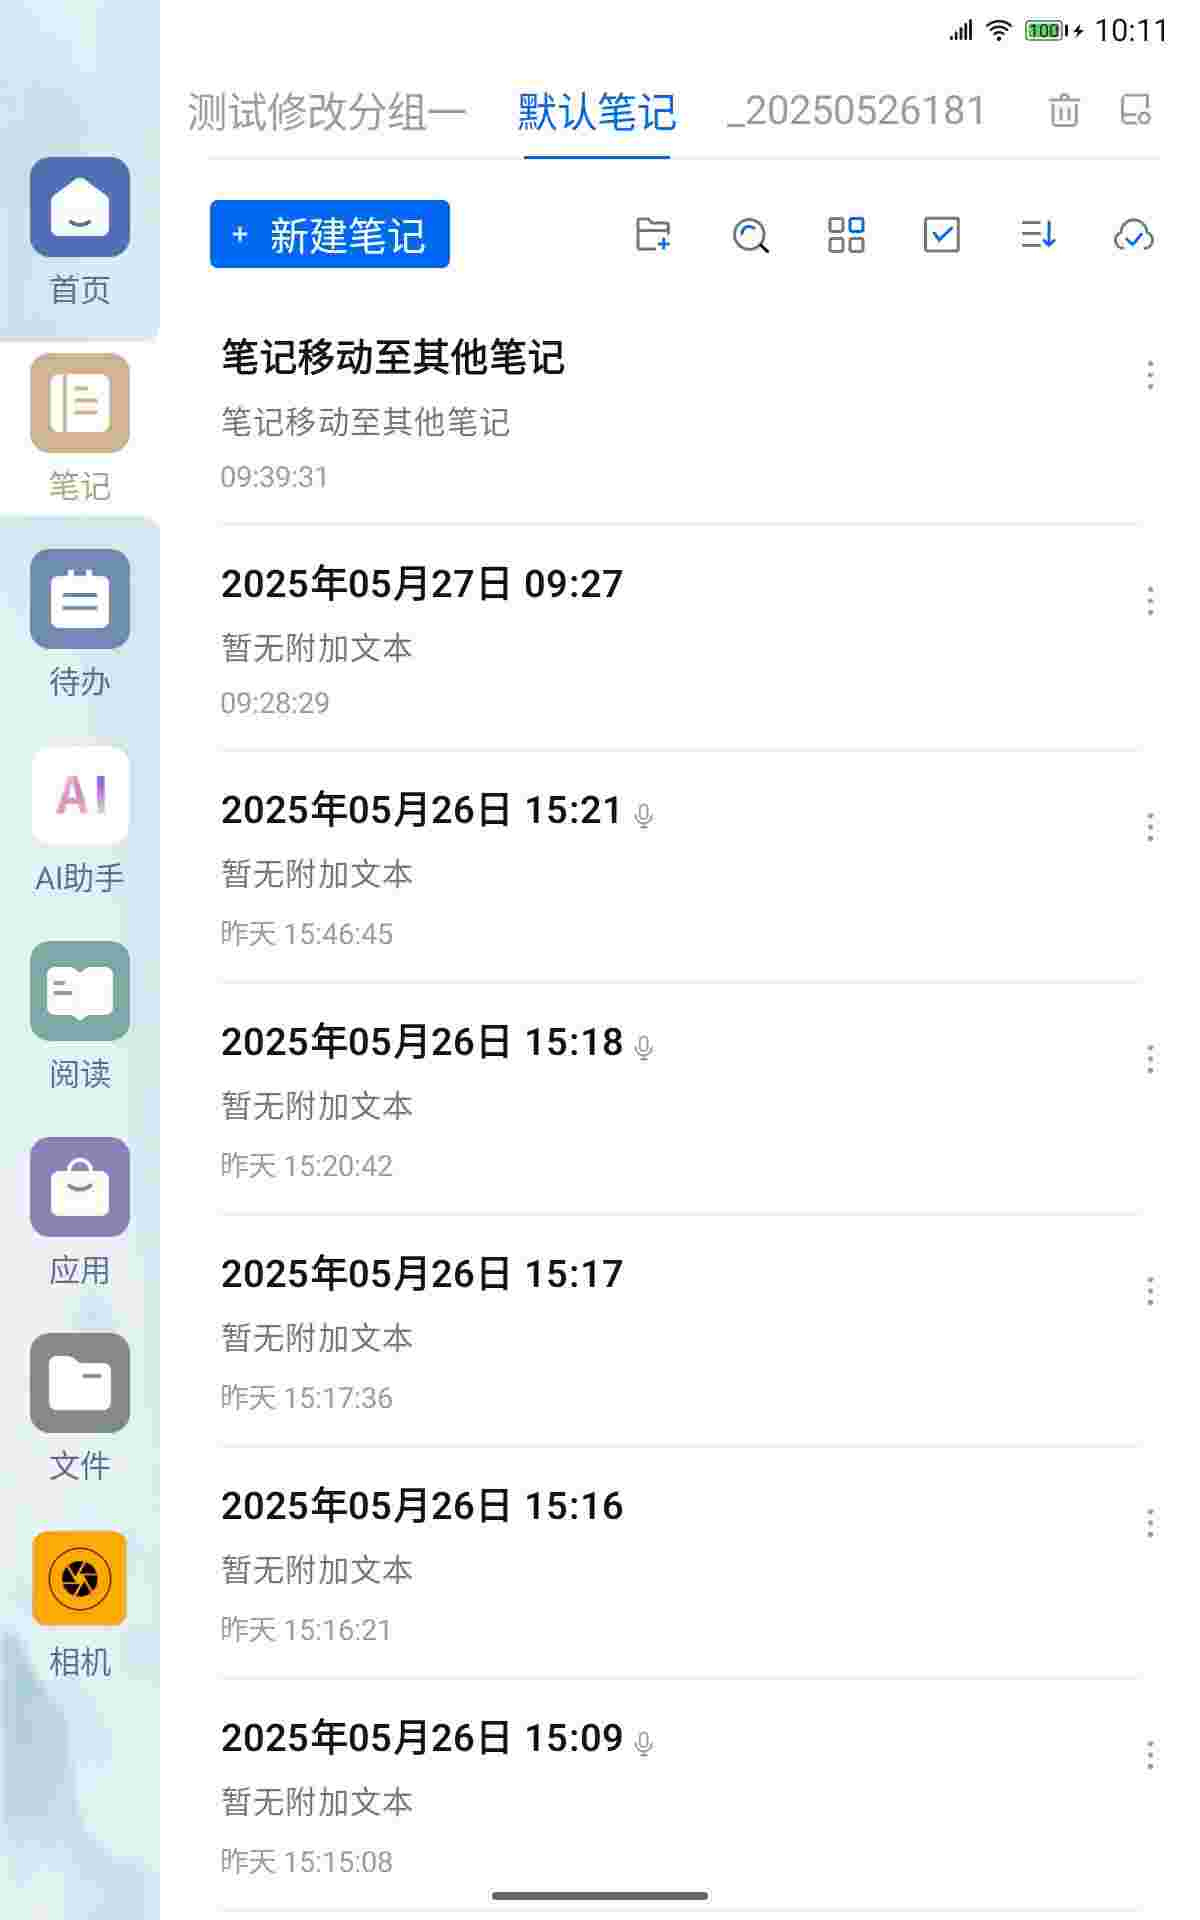 100 10:11
测试修改分组一 默认笔记 _20250526181
+ 新建笔记
首页
笔记
待办
AI
AI助手
阅读
应用
文件
相机
笔记移动至其他笔记
笔记移动至其他笔记
09:39:31
2025年05月27日 09:27
暂无附加文本
09:28:29
2025年05月26日 15:21
暂无附加文本
昨天 15:46:45
2025年05月26日 15:18
暂无附加文本
昨天 15:20:42
2025年05月26日 15:17
暂无附加文本
昨天 15:17:36
2025年05月26日 15:16
暂无附加文本
昨天 15:16:21
2025年05月26日 15:09
暂无附加文本
昨天 15:15:08